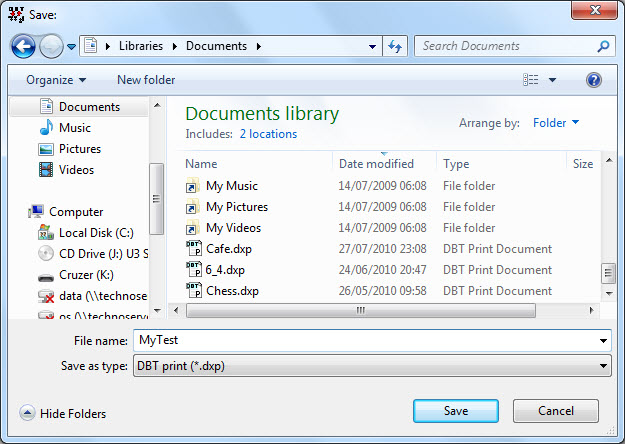 Save:
Libraries Documents
Search Documents
Organize New folder
Documents
Music
Pictures
Videos
Computer
Local Disk (C:)
CD Drive (J:) U3 S
Cruzer (K:)
data (\\technose
os (\\technoserv
Documents library
Includes: 2 locations
Arrange by: Folder
Name Date modified Type Size
My Music 14/07/2009 06:08 File folder
My Pictures 14/07/2009 06:08 File folder
My Videos 14/07/2009 06:08 File folder
Cafe.dxp 27/07/2010 23:08 DBT Print Document
6_4.dxp 24/06/2010 20:47 DBT Print Document
Chess.dxp 26/05/2010 09:58 DBT Print Document
File name: MyTest
Save as type: DBT print (*.dxp)
Hide Folders Save Cancel